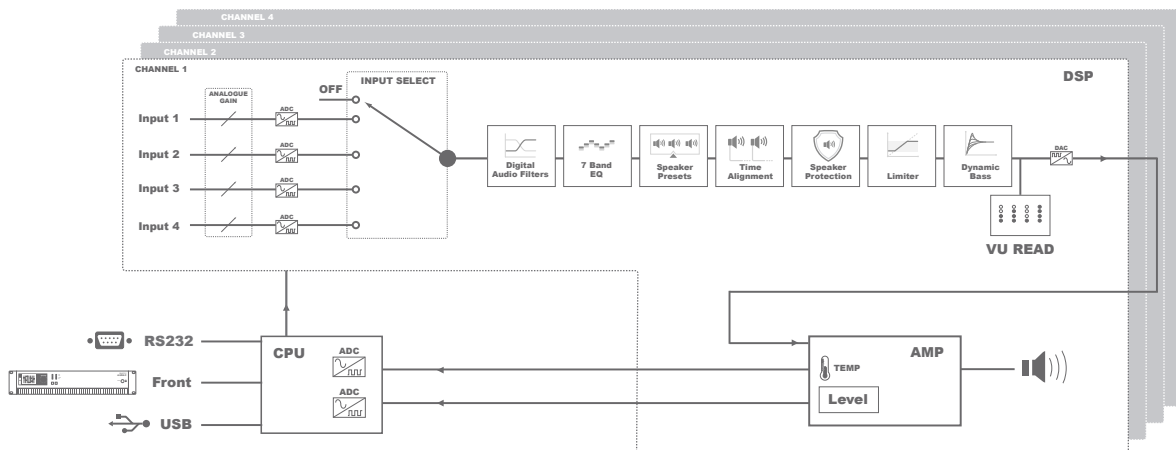 CHANNEL 4
CHANNEL 3
CHANNEL 2
CHANNEL 1
DSP
ANALOGUE
GAIN
INPUT SELECT
OFF
Input 1
ADC
Input 2
ADC
Input 3
ADC
Input 4
ADC
Digital
Audio Filters
7 Band
EQ
Speaker
Presets
Time
Alignment
Speaker
Protection
Limiter
Dynamic
Bass
DAC
VU READ
RS232
Front
USB
CPU
ADC
ADC
AMP
TEMP
Level